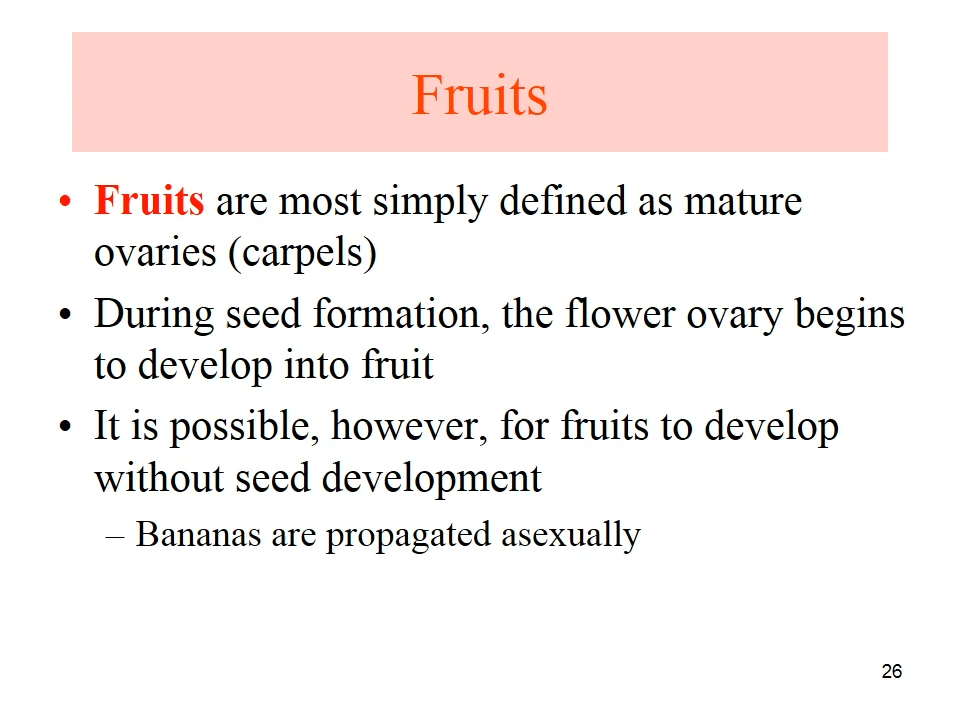 Fruits
• Fruits are most simply defined as mature
ovaries (carpels)
• During seed formation, the flower ovary begins
to develop into fruit
• It is possible, however, for fruits to develop
without seed development
– Bananas are propagated asexually
26